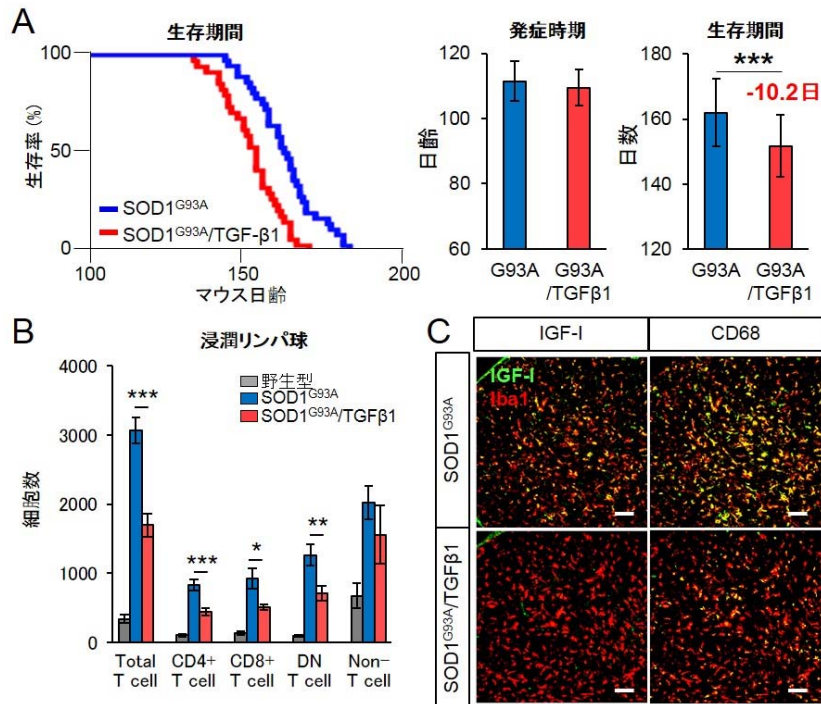 A
生存期間
生存率(%)
100
50
0
SOD1G93A
SOD1G93A/TGF-β1
100
150
200
マウス日齢
発症時期
日齢
120
100
80
60
G93A
G93A
/TGFβ1
生存期間
***
-10.2日
日数
180
160
140
120
G93A
G93A
/TGFβ1
B
浸潤リンパ球
細胞数
4000
3000
2000
1000
0
野生型
SOD1G93A
SOD1G93A/TGFβ1
***
***
*
**
Total
T cell
CD4+
T cell
CD8+
T cell
DN
T cell
Non-
T cell
C
IGF-I
CD68
SOD1G93A
IGF-I
Iba1
SOD1G93A/TGFβ1